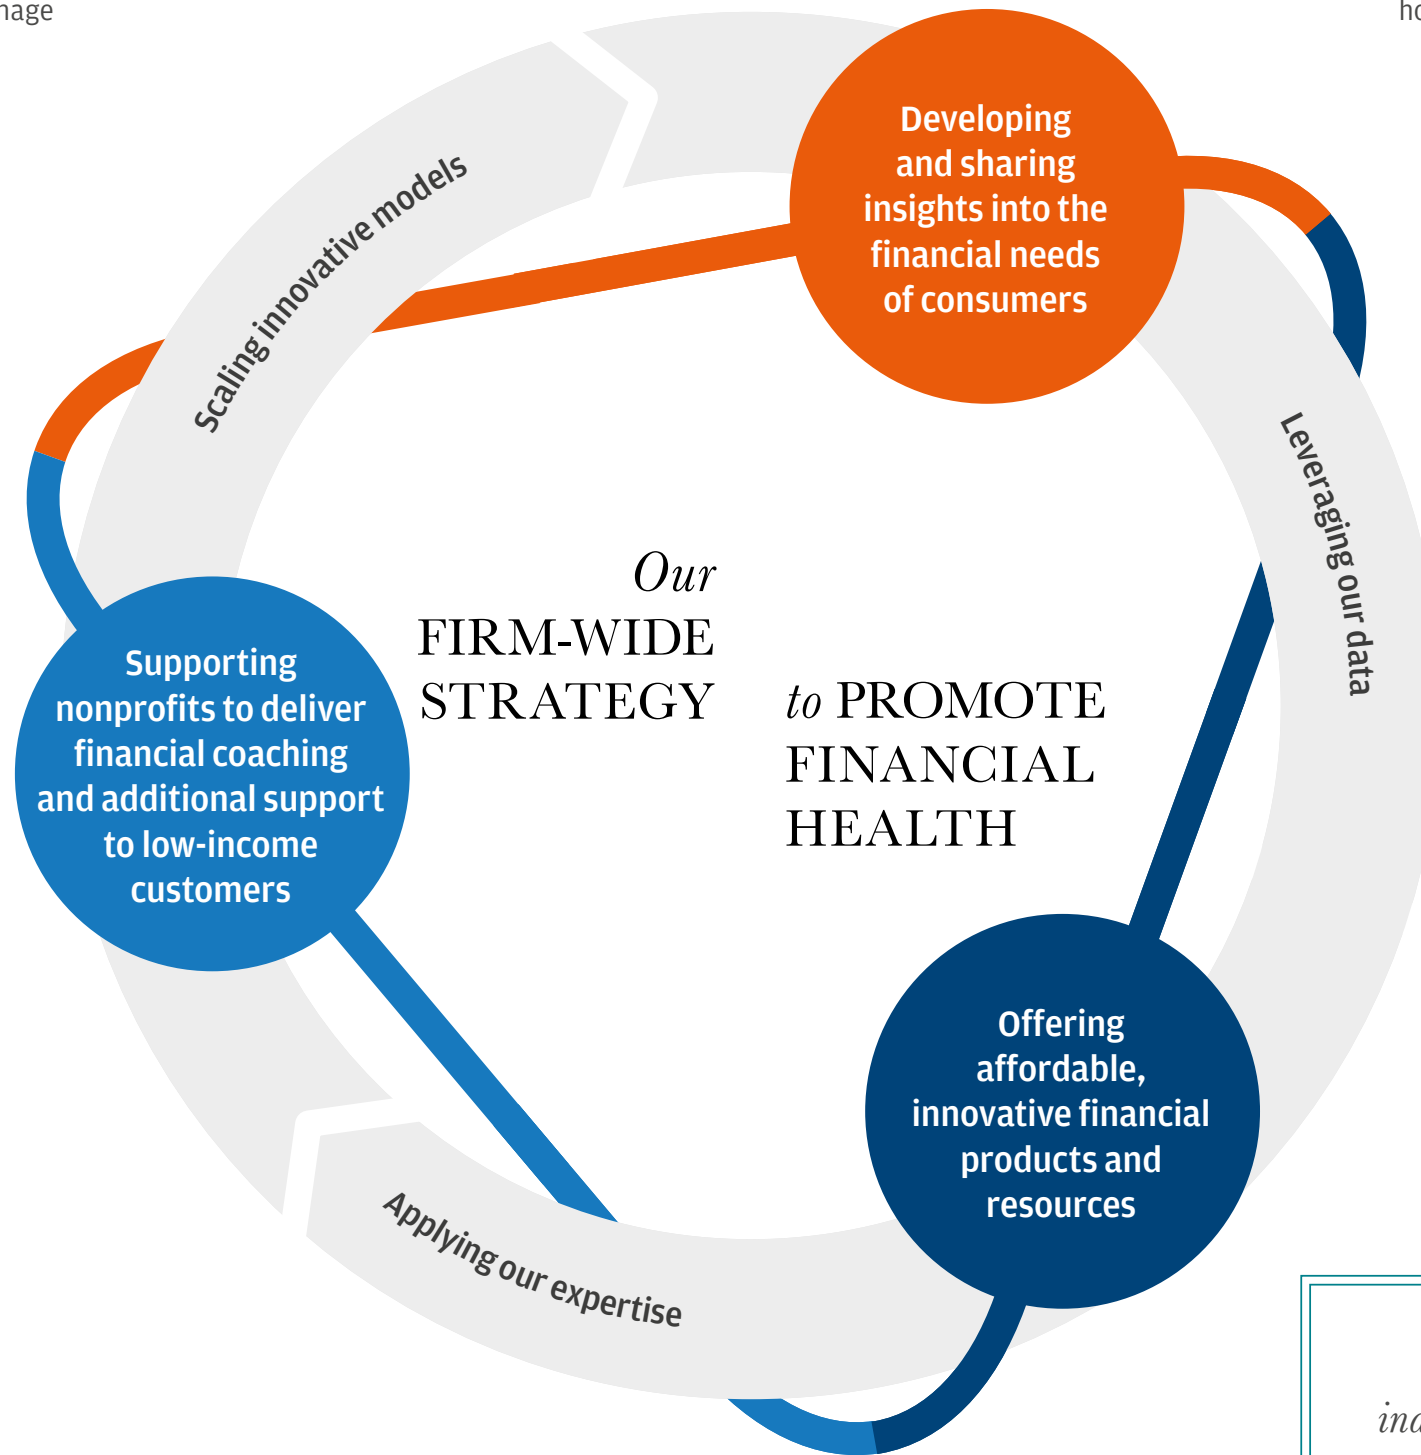 Developing
and sharing
insights into the
financial needs
of consumers
Scaling innovative models
Leveraging our data
Our
FIRM-WIDE
STRATEGY
to PROMOTE
FINANCIAL
HEALTH
Supporting
nonprofits to deliver
financial coaching
and additional support
to low-income
customers
Offering
affordable,
innovative financial
products and
resources
Applying our expertise